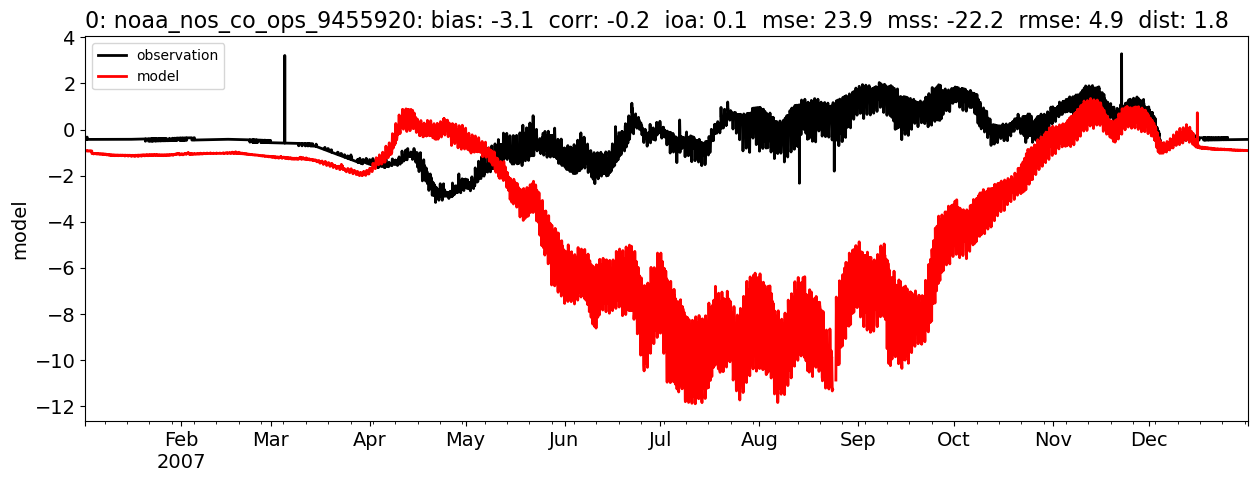 0: noaa_nos_co_ops_9455920: bias: -3.1  corr: -0.2  ioa: 0.1  mse: 23.9  mss: -22.2  rmse: 4.9  dist: 1.8
observation
model
4
2
0
−2
−4
−6
−8
−10
−12
model
Feb Mar Apr May Jun Jul Aug Sep Oct Nov Dec
2007